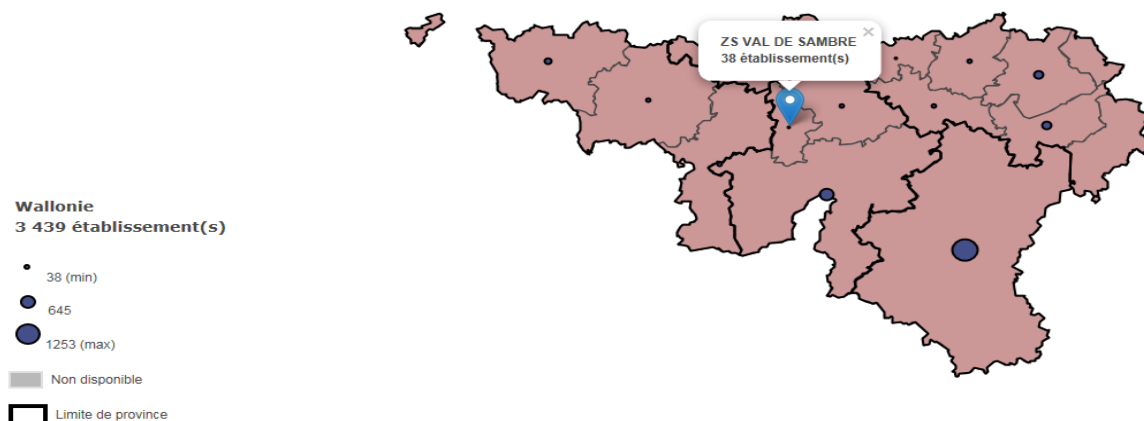 ZS VAL DE SAMBRE
38 établissement(s)
×
Wallonie
3 439 établissement(s)
38 (min)
645
1253 (max)
Non disponible
Limite de province